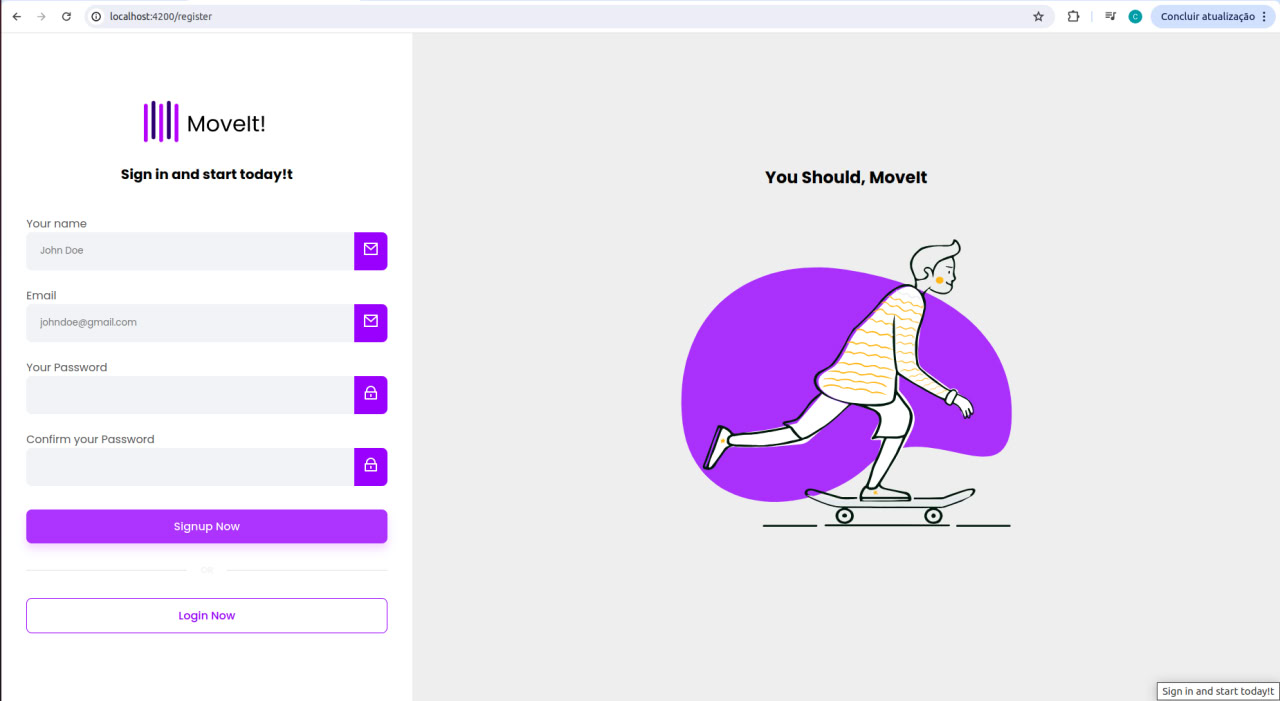 localhost:4200/register
Concluir atualização
C
MoveIt!
Sign in and start today!t
Your name
John Doe
Email
johndoe@gmail.com
Your Password
Confirm your Password
Signup Now
OR
Login Now
You Should, MoveIt
Sign in and start today!t